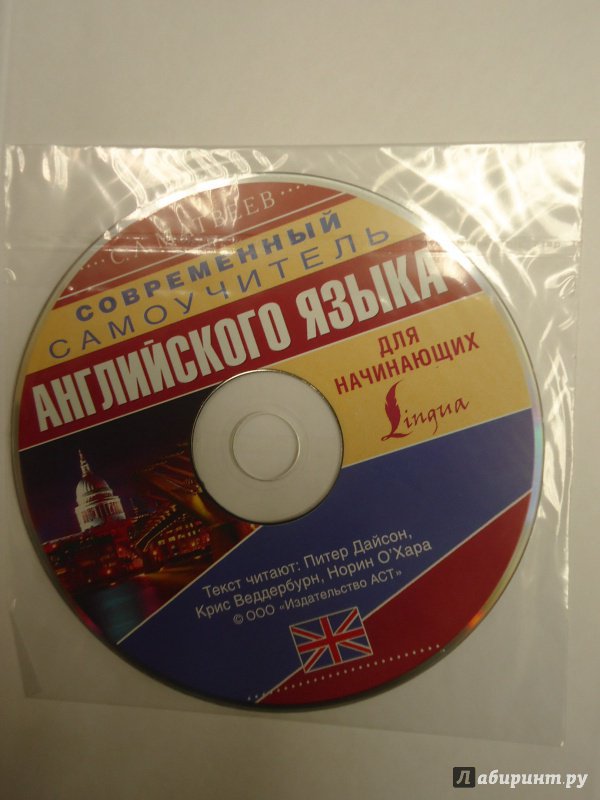 С.А. МАТВЕЕВ
СОВРЕМЕННЫЙ
САМОУЧИТЕЛЬ
АНГЛИЙСКОГО ЯЗЫКА
ДЛЯ
НАЧИНАЮЩИХ
Lingua
Текст читают: Питер Дайсон,
Крис Веддербурн, Норин О'Хара
© ООО «Издательство АСТ»
Лабиринт.ру